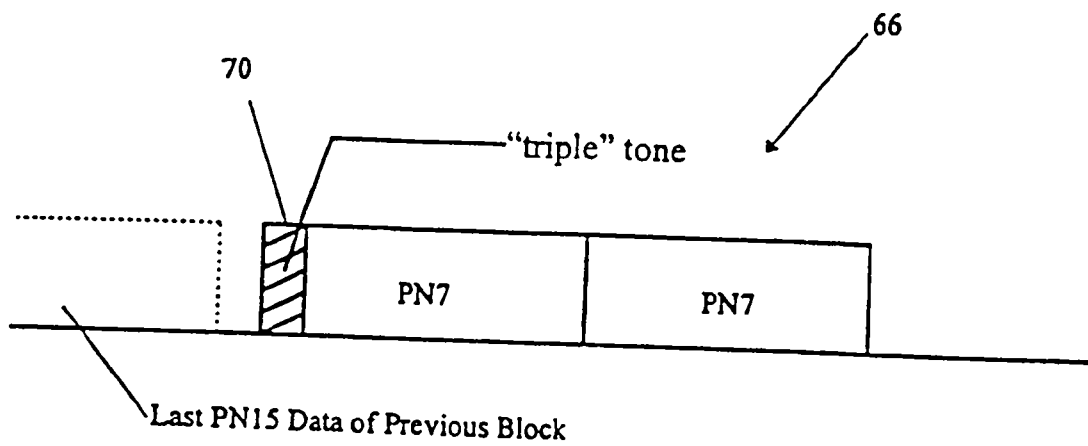 66
70
“triple” tone
PN7
PN7
Last PN15 Data of Previous Block